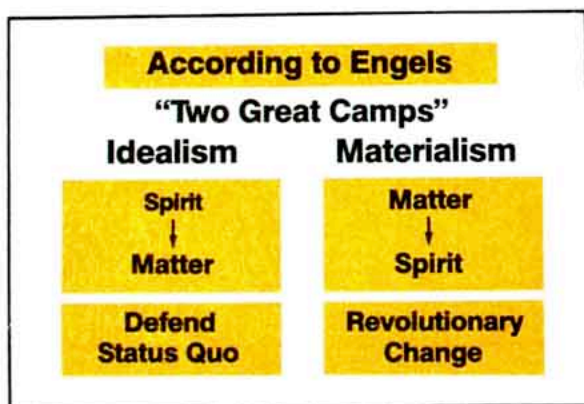 According to Engels
“Two Great Camps”
Idealism
Spirit
Matter
Defend
Status Quo
Materialism
Matter
Spirit
Revolutionary
Change